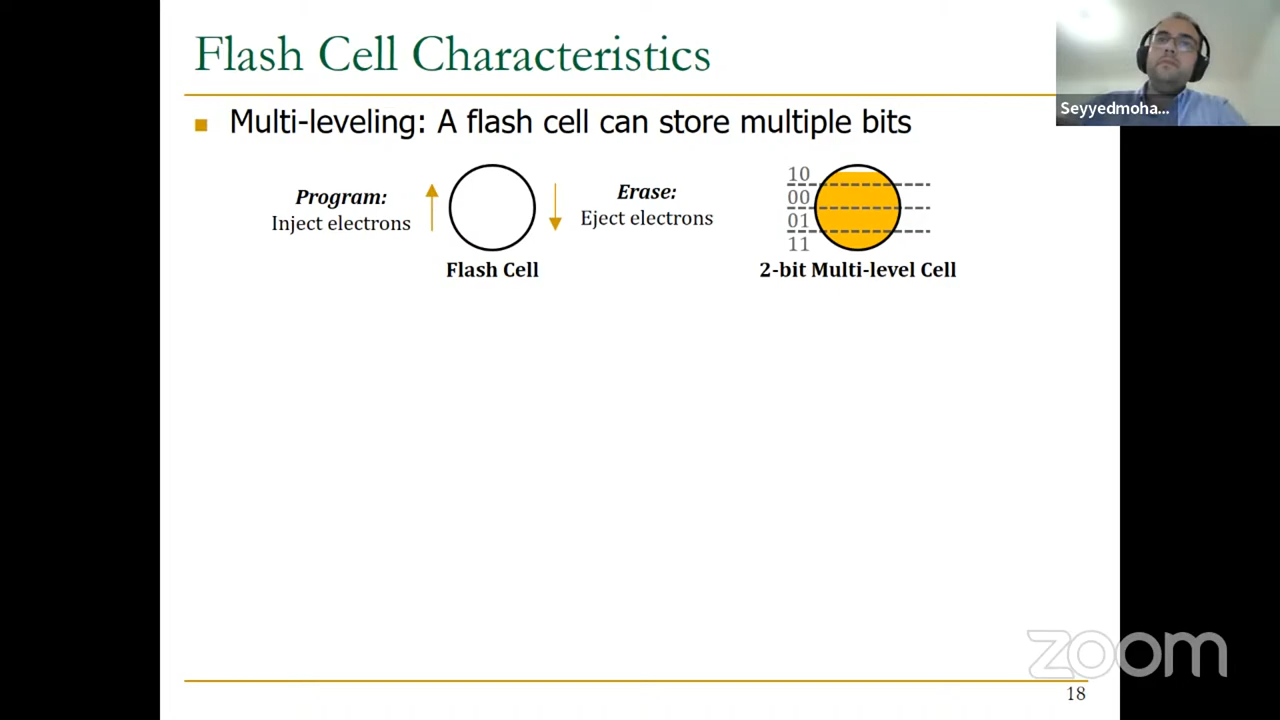 Flash Cell Characteristics
Seyyedmoha...
Multi-leveling: A flash cell can store multiple bits
Program:
Inject electrons
Erase:
Eject electrons
10
00
01
11
Flash Cell
2-bit Multi-level Cell
zoom
18